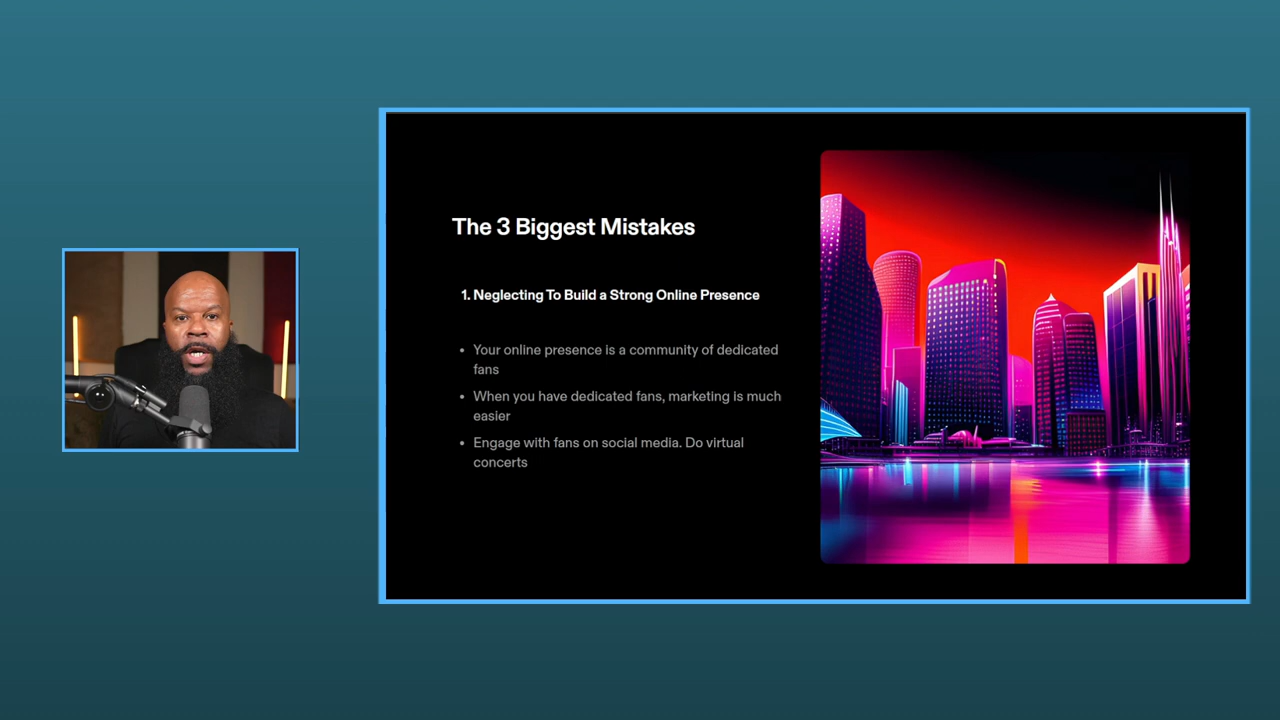 The 3 Biggest Mistakes
1. Neglecting To Build a Strong Online Presence
• Your online presence is a community of dedicated
fans
• When you have dedicated fans, marketing is much
easier
• Engage with fans on social media. Do virtual
concerts